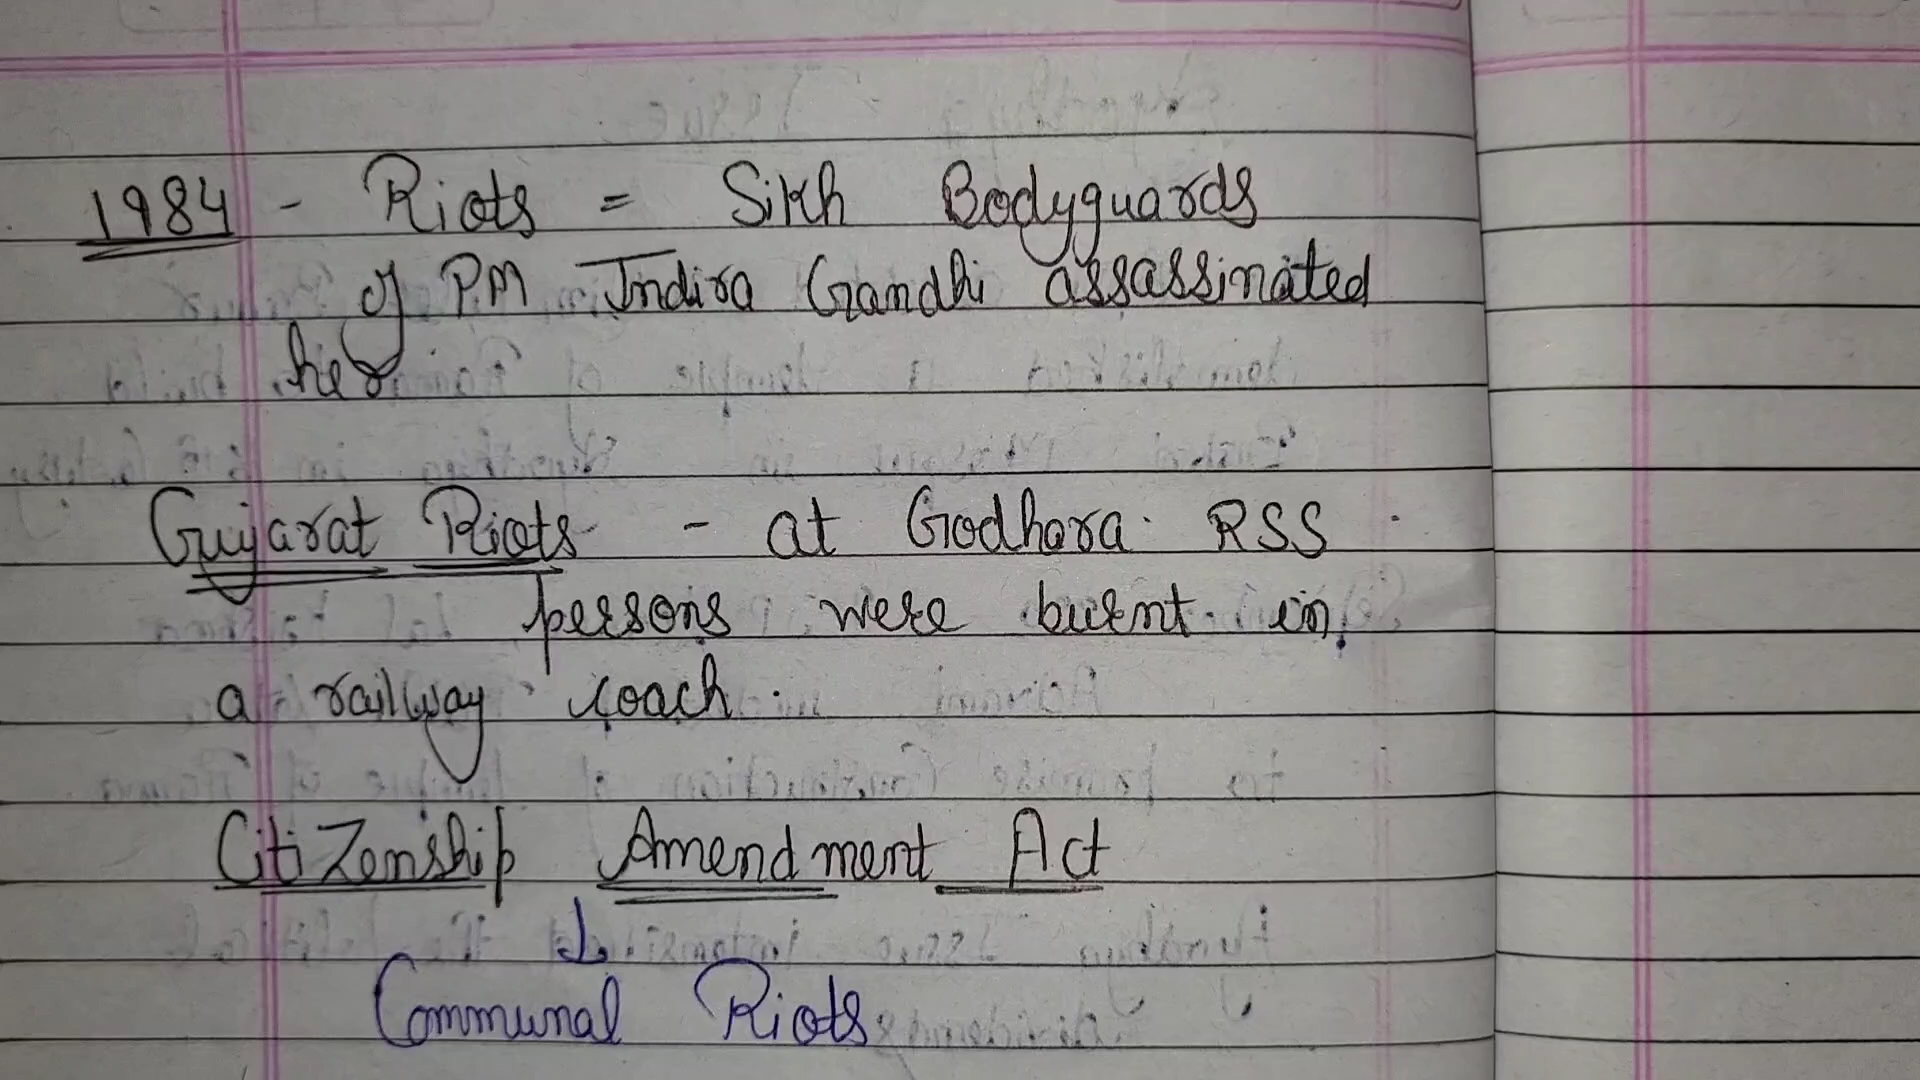 1984 - Riots = Sikh Bodyguards
of PM Indira Gandhi assassinated
her
Gujarat Riots - at Godhara RSS
persons were burnt in
a railway coach.
Citizenship Amendment Act
Communal Riots